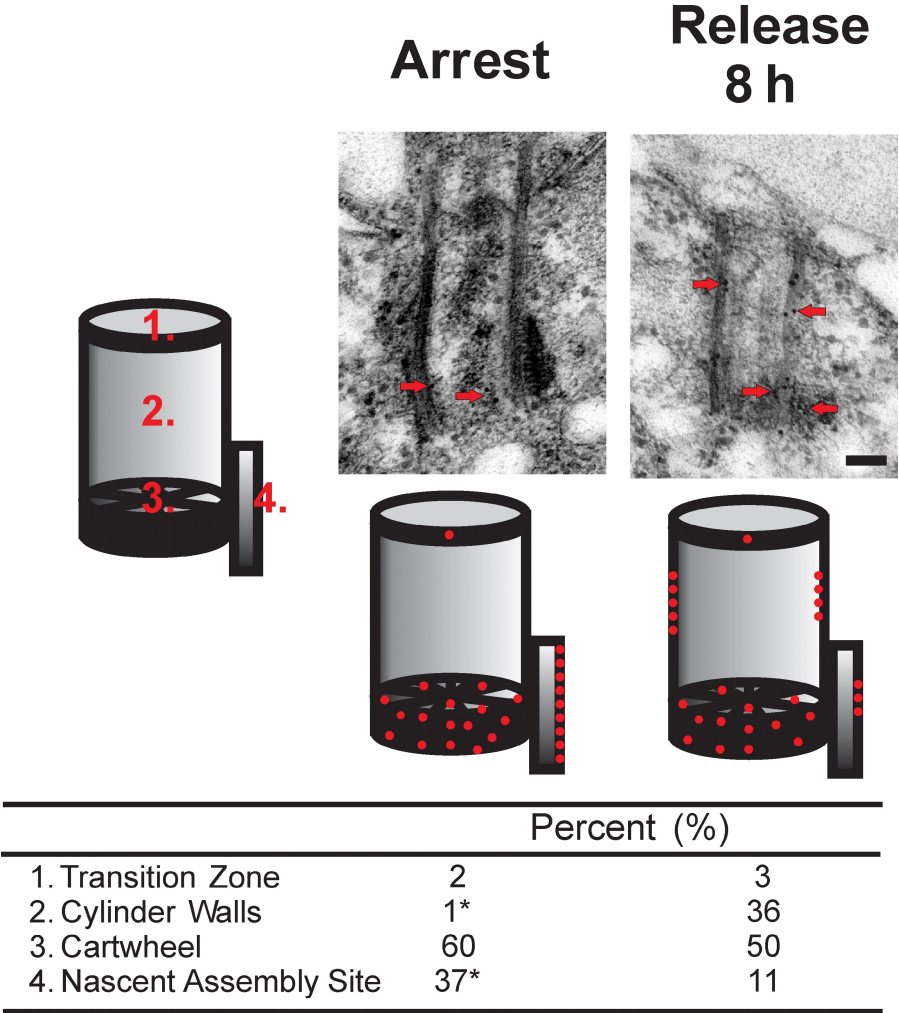 Arrest
Release
8 h
1.
2.
3.
4.
Percent (%)
1. Transition Zone 2 3
2. Cylinder Walls 1* 36
3. Cartwheel 60 50
4. Nascent Assembly Site 37* 11